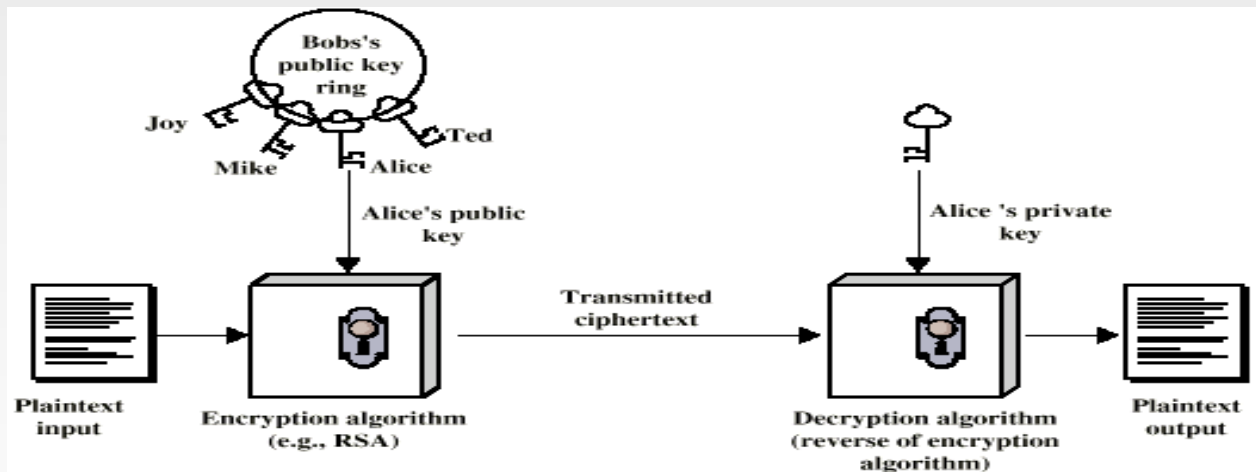 Bobs's
public key
ring
Joy
Ted
Mike
Alice
Alice's public
key
Alice 's private
key
Transmitted
ciphertext
Plaintext
input
Encryption algorithm
(e.g., RSA)
Decryption algorithm
(reverse of encryption
algorithm)
Plaintext
output